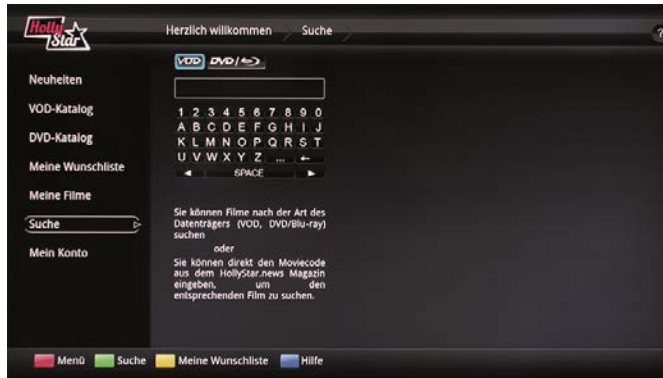 Holly
Star
Herzlich willkommen Suche
?
VOD DVD /
Neuheiten
VOD-Katalog
DVD-Katalog
Meine Wunschliste
Meine Filme
Suche
Mein Konto
1 2 3 4 5 6 7 8 9 0
A B C D E F G H I J
K L M N O P Q R S T
U V W X Y Z ... ←
◄ SPACE ►
Sie können Filme nach der Art des
Datenträgers (VOD, DVD/Blu-ray)
suchen
oder
Sie können direkt den Moviecode
aus dem HollyStar.news Magazin
eingeben, um den
entsprechenden Film zu suchen.
Menü Suche Meine Wunschliste Hilfe